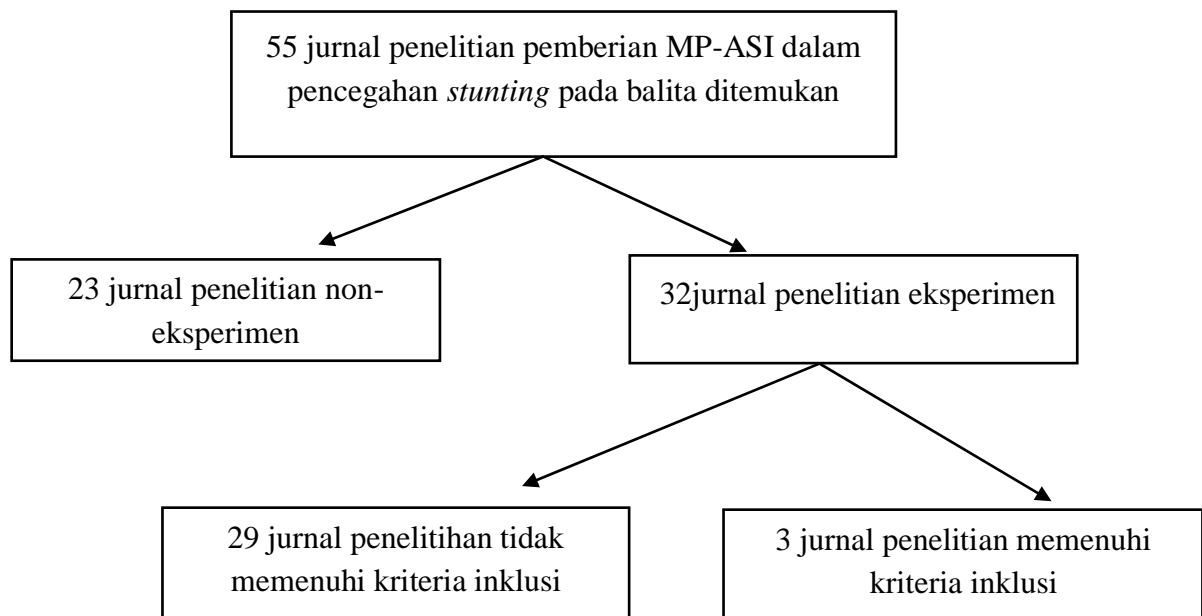 55 jurnal penelitian pemberian MP-ASI dalam
pencegahan stunting pada balita ditemukan
23 jurnal penelitian non-
eksperimen
32jurnal penelitian eksperimen
29 jurnal penelitihan tidak
memenuhi kriteria inklusi
3 jurnal penelitian memenuhi
kriteria inklusi